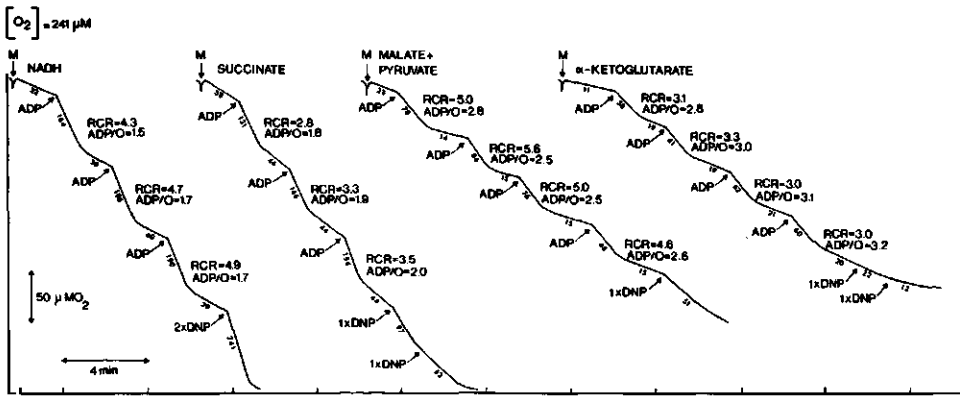 [O2] = 241 µM
M
NADH
ADP
RCR=4.3
ADP/O=1.5
ADP
RCR=4.7
ADP/O=1.7
ADP
RCR=4.9
ADP/O=1.7
2xDNP
241
50 µMO2
4 min
M
SUCCINATE
ADP
RCR=2.8
ADP/O=1.8
ADP
RCR=3.3
ADP/O=1.9
ADP
RCR=3.5
ADP/O=2.0
1xDNP
1xDNP
M MALATE+
PYRUVATE
ADP
RCR=5.0
ADP/O=2.8
14
ADP
RCR=5.6
ADP/O=2.5
ADP
RCR=5.0
ADP/O=2.5
ADP
RCR=4.6
ADP/O=2.6
1xDNP
M
α-KETOGLUTARATE
ADP
RCR=3.1
ADP/O=2.8
ADP
RCR=3.3
ADP/O=3.0
ADP
RCR=3.0
ADP/O=3.1
ADP
RCR=3.0
ADP/O=3.2
1xDNP
1xDNP